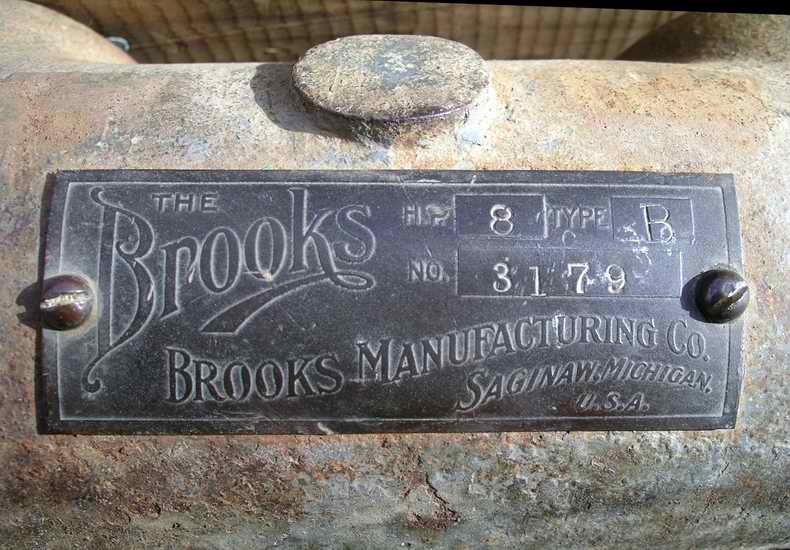 THE
Brooks
H.P. 8 TYPE B
NO. 3179
BROOKS MANUFACTURING CO.
SAGINAW, MICHIGAN,
U.S.A.